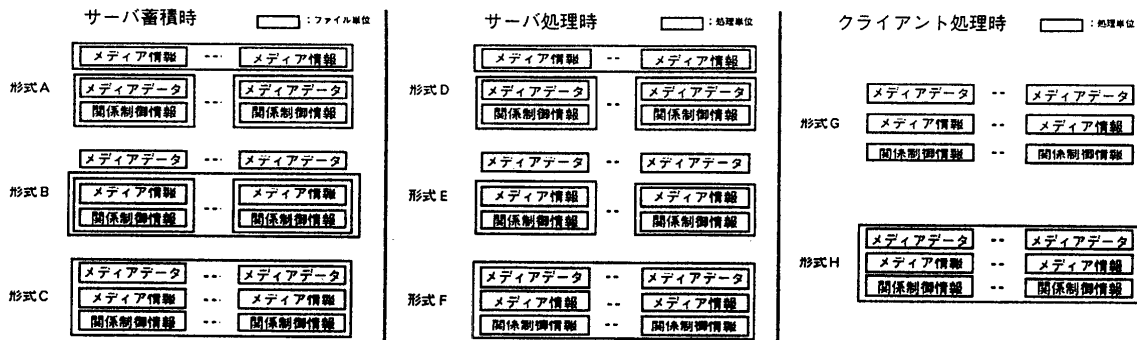 サーバ蓄積時 :ファイル単位
形式A
メディア情報 --- メディア情報
メディアデータ --- メディアデータ
関係制御情報 関係制御情報
形式B
メディアデータ --- メディアデータ
メディア情報 --- メディア情報
関係制御情報 関係制御情報
形式C
メディアデータ --- メディアデータ
メディア情報 --- メディア情報
関係制御情報 --- 関係制御情報
サーバ処理時 :処理単位
形式D
メディア情報 -- メディア情報
メディアデータ -- メディアデータ
関係制御情報 関係制御情報
形式E
メディアデータ -- メディアデータ
メディア情報 -- メディア情報
関係制御情報 関係制御情報
形式F
メディアデータ -- メディアデータ
メディア情報 -- メディア情報
関係制御情報 -- 関係制御情報
クライアント処理時 :処理単位
形式G
メディアデータ -- メディアデータ
メディア情報 -- メディア情報
関係制御情報 -- 関係制御情報
形式H
メディアデータ -- メディアデータ
メディア情報 -- メディア情報
関係制御情報 -- 関係制御情報